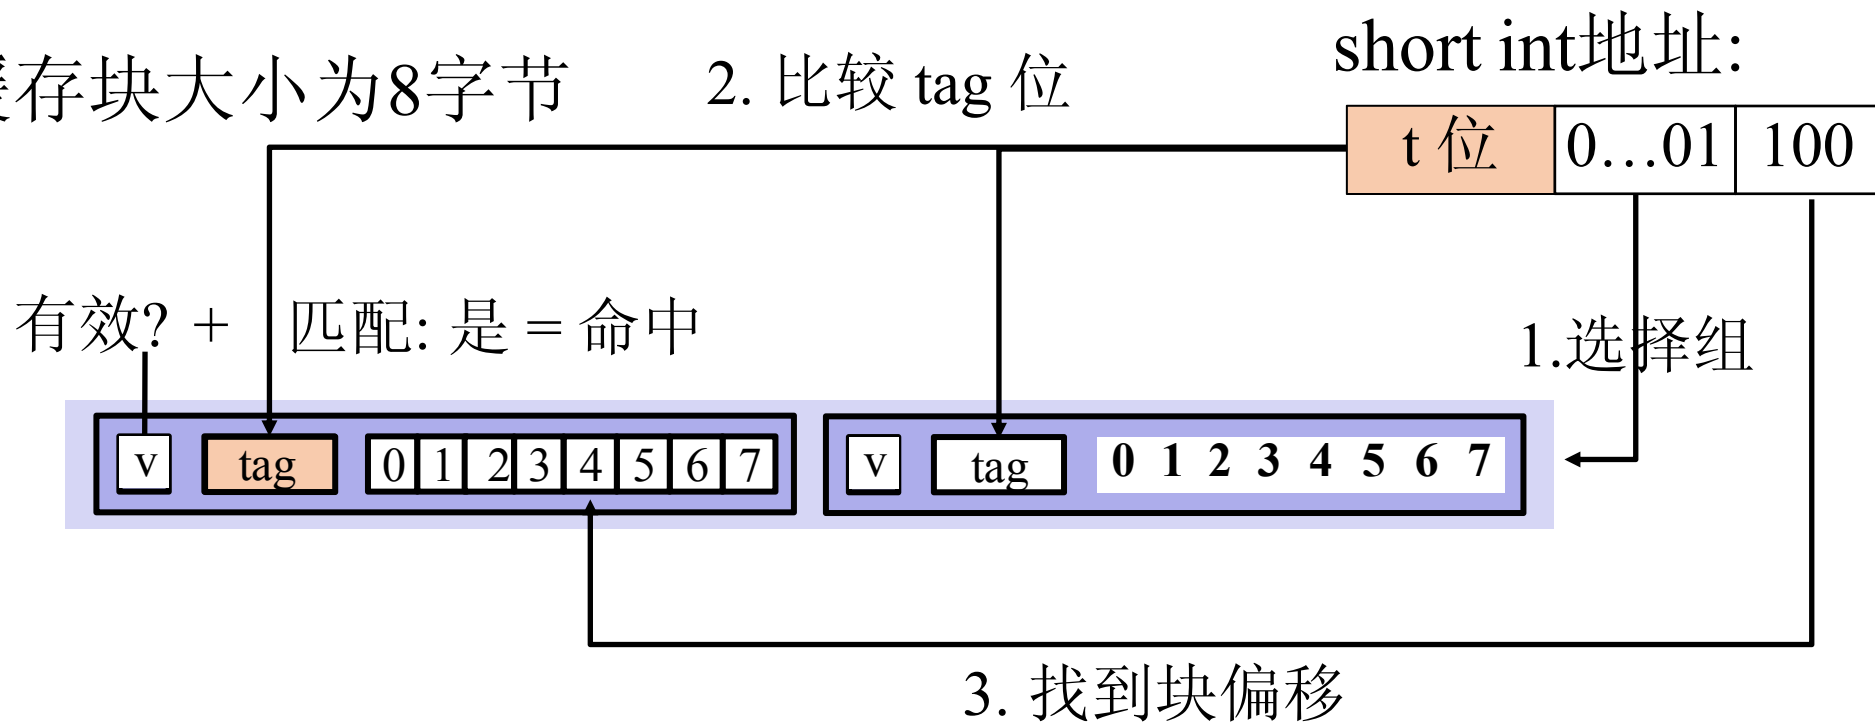 short int地址:
存块大小为8字节
2. 比较 tag 位
t 位 0…01 100
有效? + 匹配: 是 = 命中
1.选择组
v tag 0 1 2 3 4 5 6 7 v tag 0 1 2 3 4 5 6 7
3. 找到块偏移